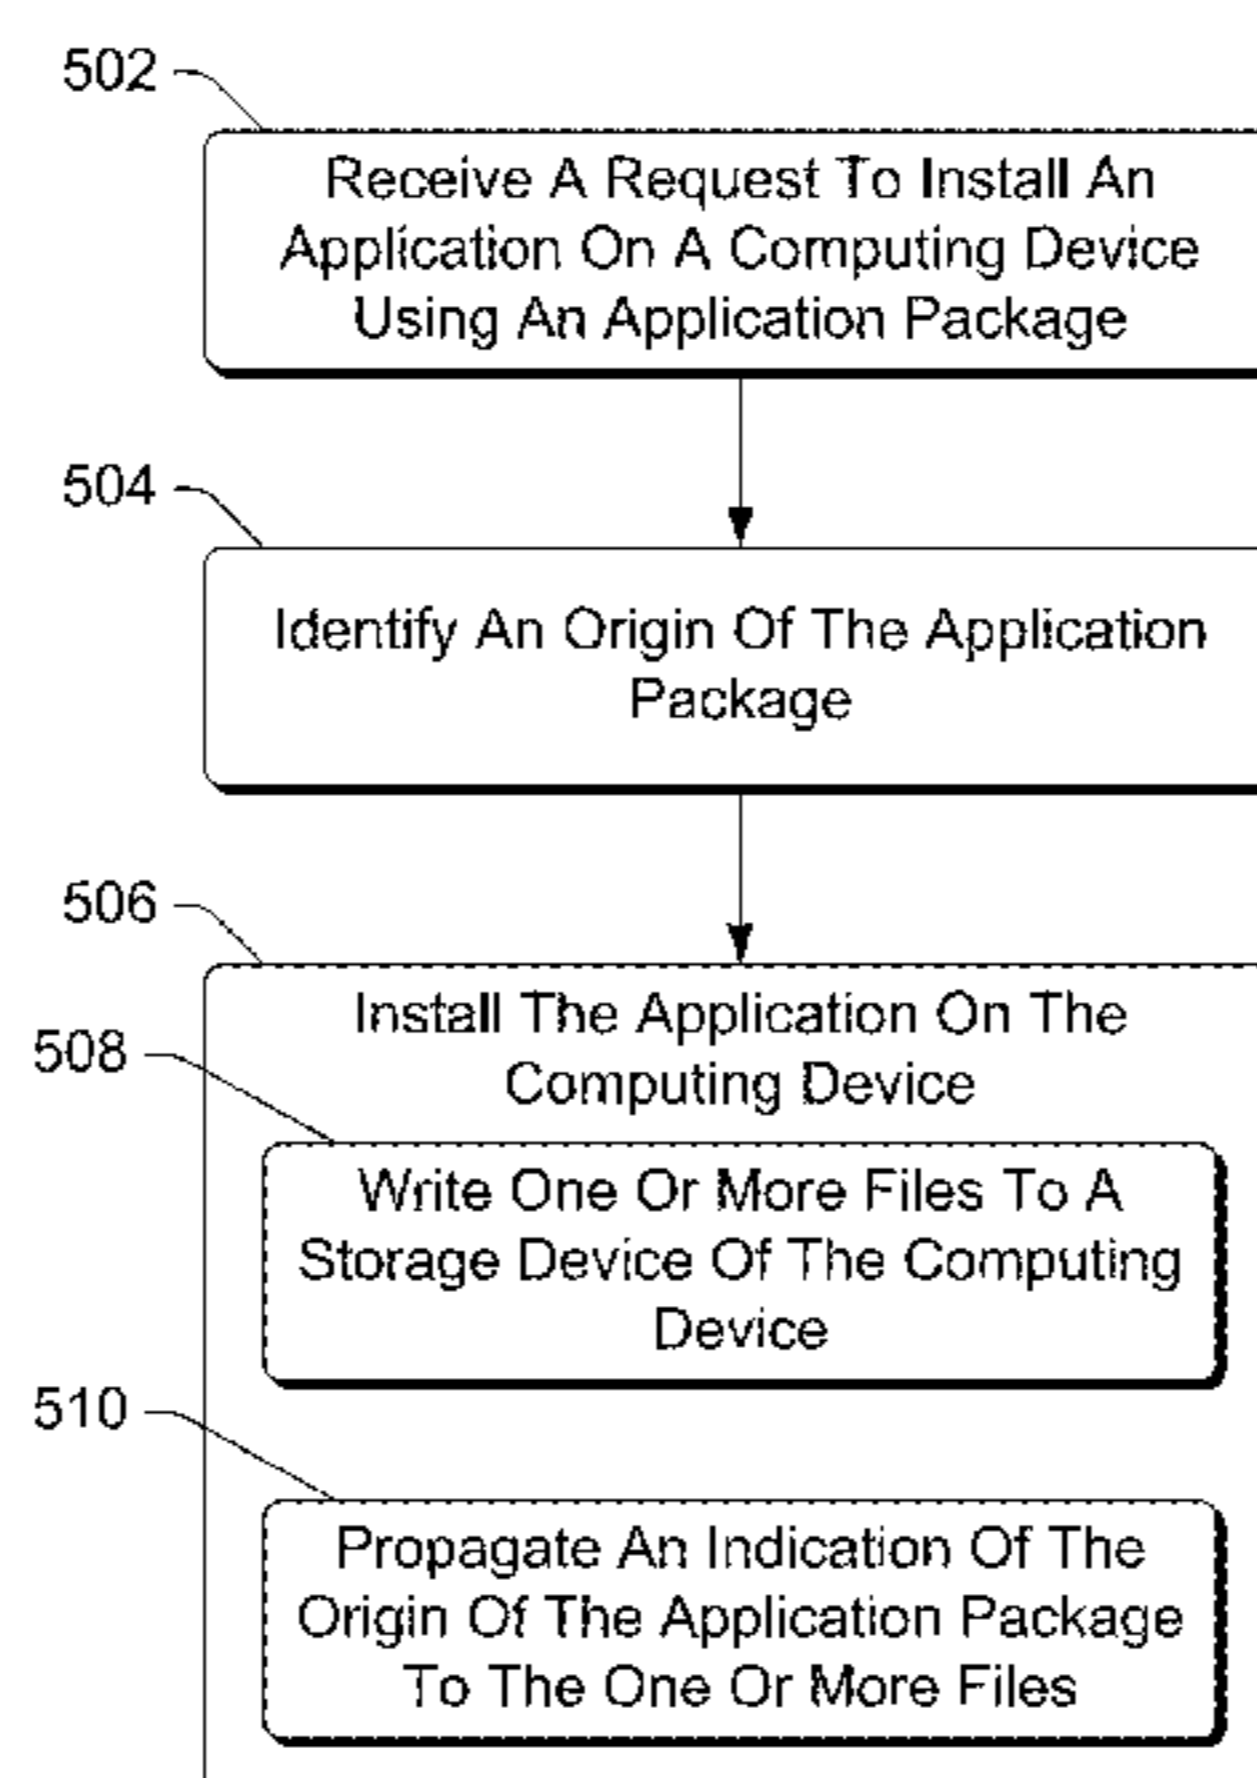 502
Receive A Request To Install An
Application On A Computing Device
Using An Application Package
504
Identify An Origin Of The Application
Package
506
Install The Application On The
Computing Device
508
Write One Or More Files To A
Storage Device Of The Computing
Device
510
Propagate An Indication Of The
Origin Of The Application Package
To The One Or More Files